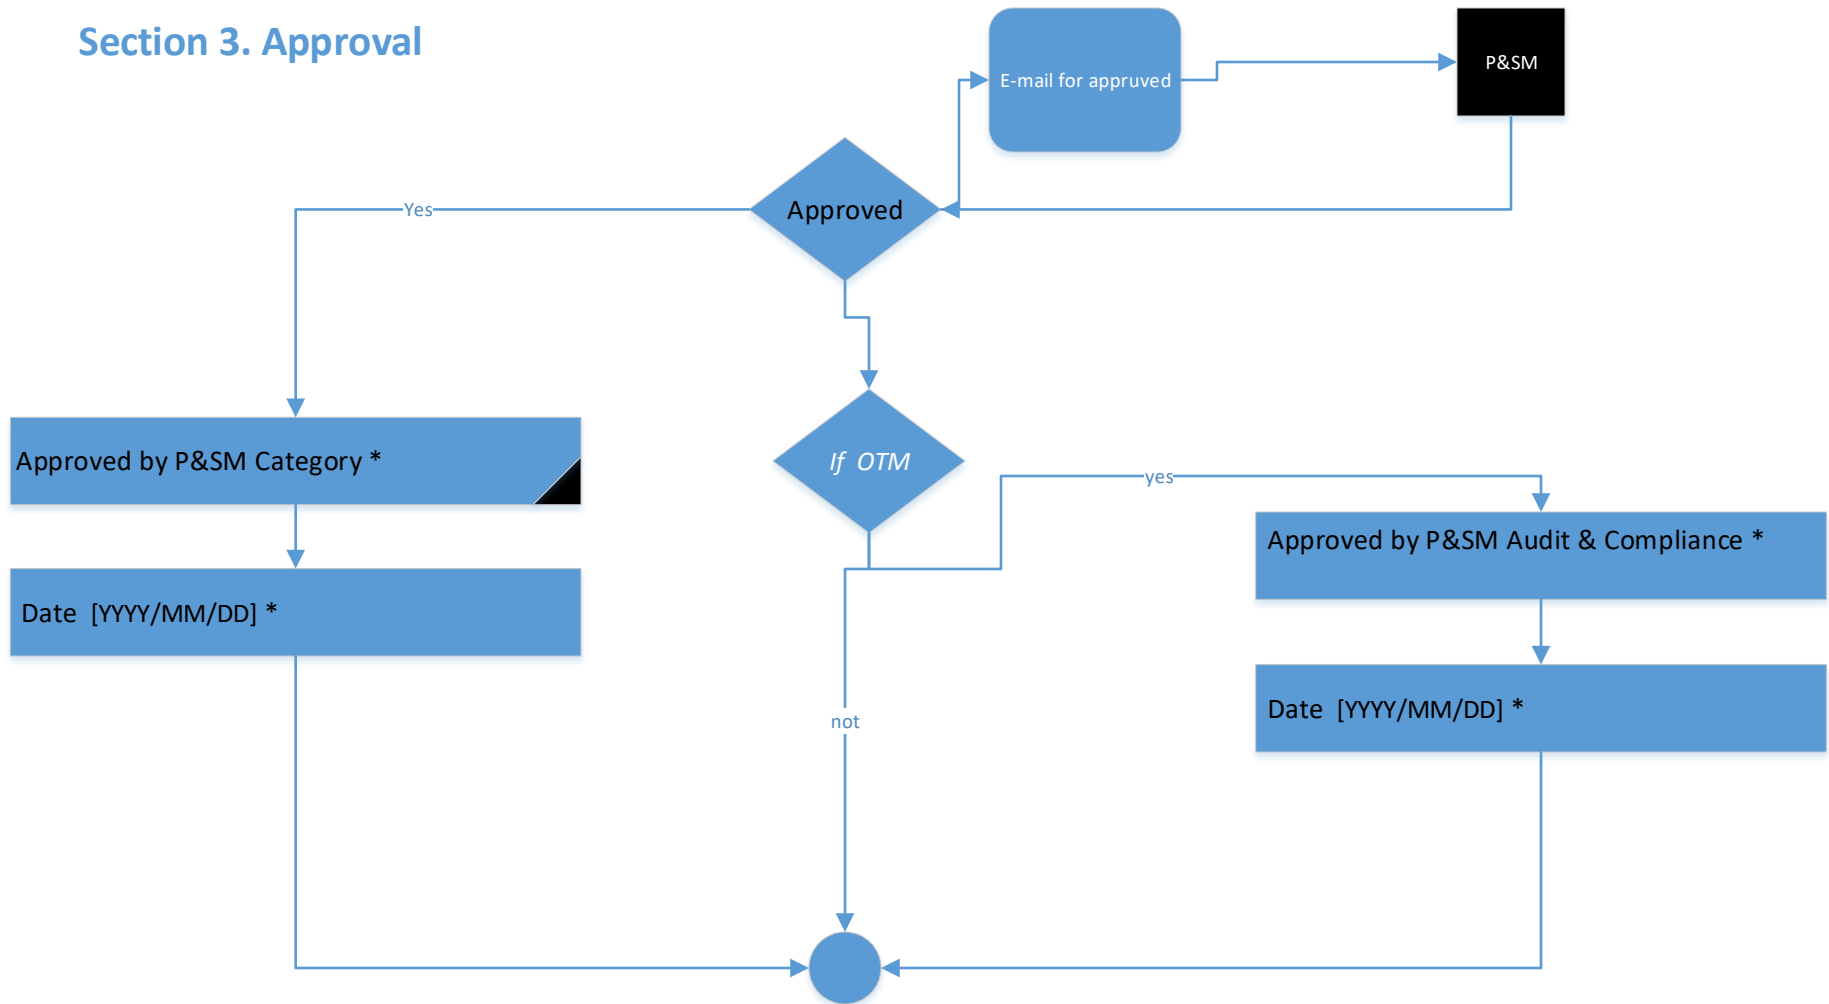 Section 3. Approval
E-mail for appruved
P&SM
Approved
Yes
Approved by P&SM Category *
If OTM
yes
Approved by P&SM Audit & Compliance *
Date [YYYY/MM/DD] *
Date [YYYY/MM/DD] *
not